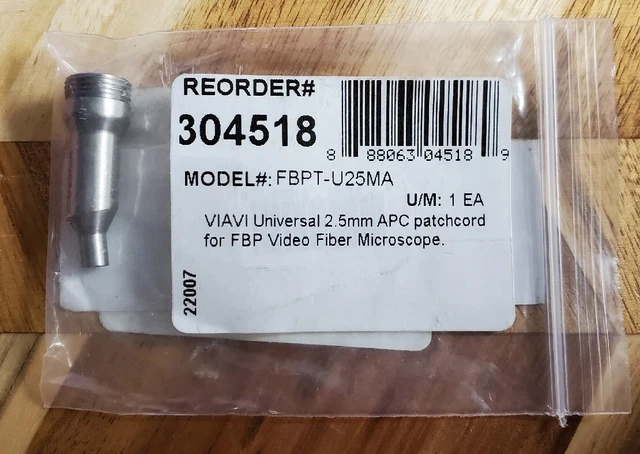 REORDER#
304518
8 88063 04518 9
MODEL#: FBPT-U25MA
U/M: 1 EA
VIAVI Universal 2.5mm APC patchcord
for FBP Video Fiber Microscope.
22007